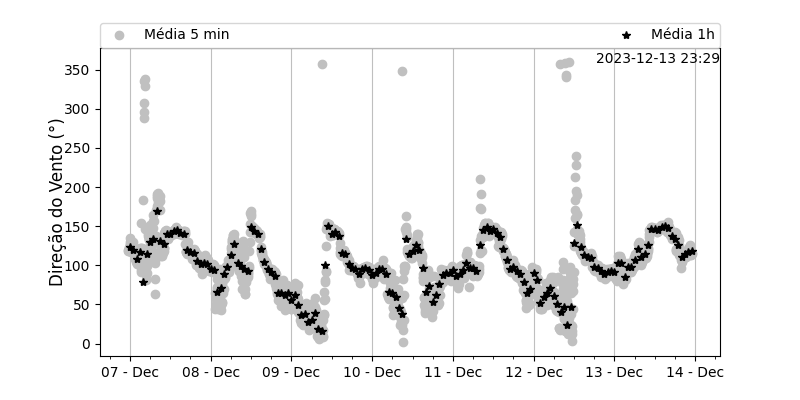 Média 5 min
Média 1h
2023-12-13 23:29
Direção do Vento (°)
350
300
250
200
150
100
50
0
07 - Dec
08 - Dec
09 - Dec
10 - Dec
11 - Dec
12 - Dec
13 - Dec
14 - Dec